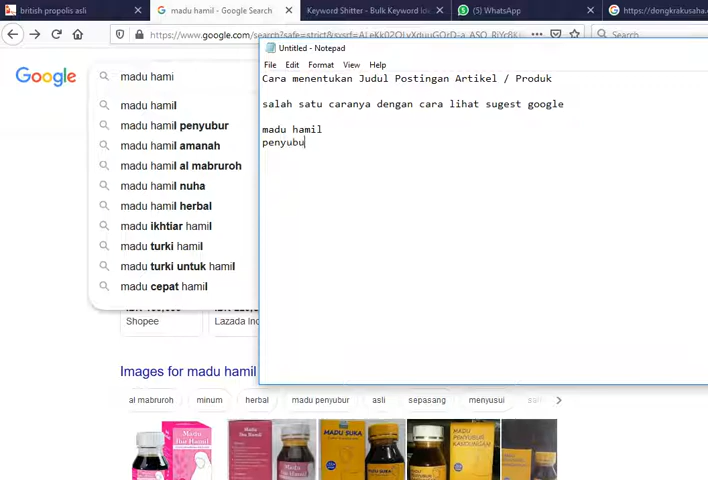 british propolis asli
madu hamil - Google Search
Keyword Shitter - Bulk Keyword
(5) WhatsApp
https://dongkrakusaha.
https://www.google.com/search?safe=strict
Search
Google
madu hami
madu hamil
madu hamil penyubur
madu hamil amanah
madu hamil al mabruroh
madu hamil nuha
madu hamil herbal
madu ikhtiar hamil
madu turki hamil
madu turki untuk hamil
madu cepat hamil
Untitled - Notepad
File Edit Format View Help
Cara menentukan Judul Postingan Artikel / Produk
salah satu caranya dengan cara lihat sugest google
madu hamil
penyubu
Shopee
Lazada
Images for madu hamil
al mabruroh
minum
herbal
madu penyubur
asli
sepasang
menyusui
Madu
Ibu Hamil
MADU SUKA
MADU
PENYUBUR
KANDUNGAN